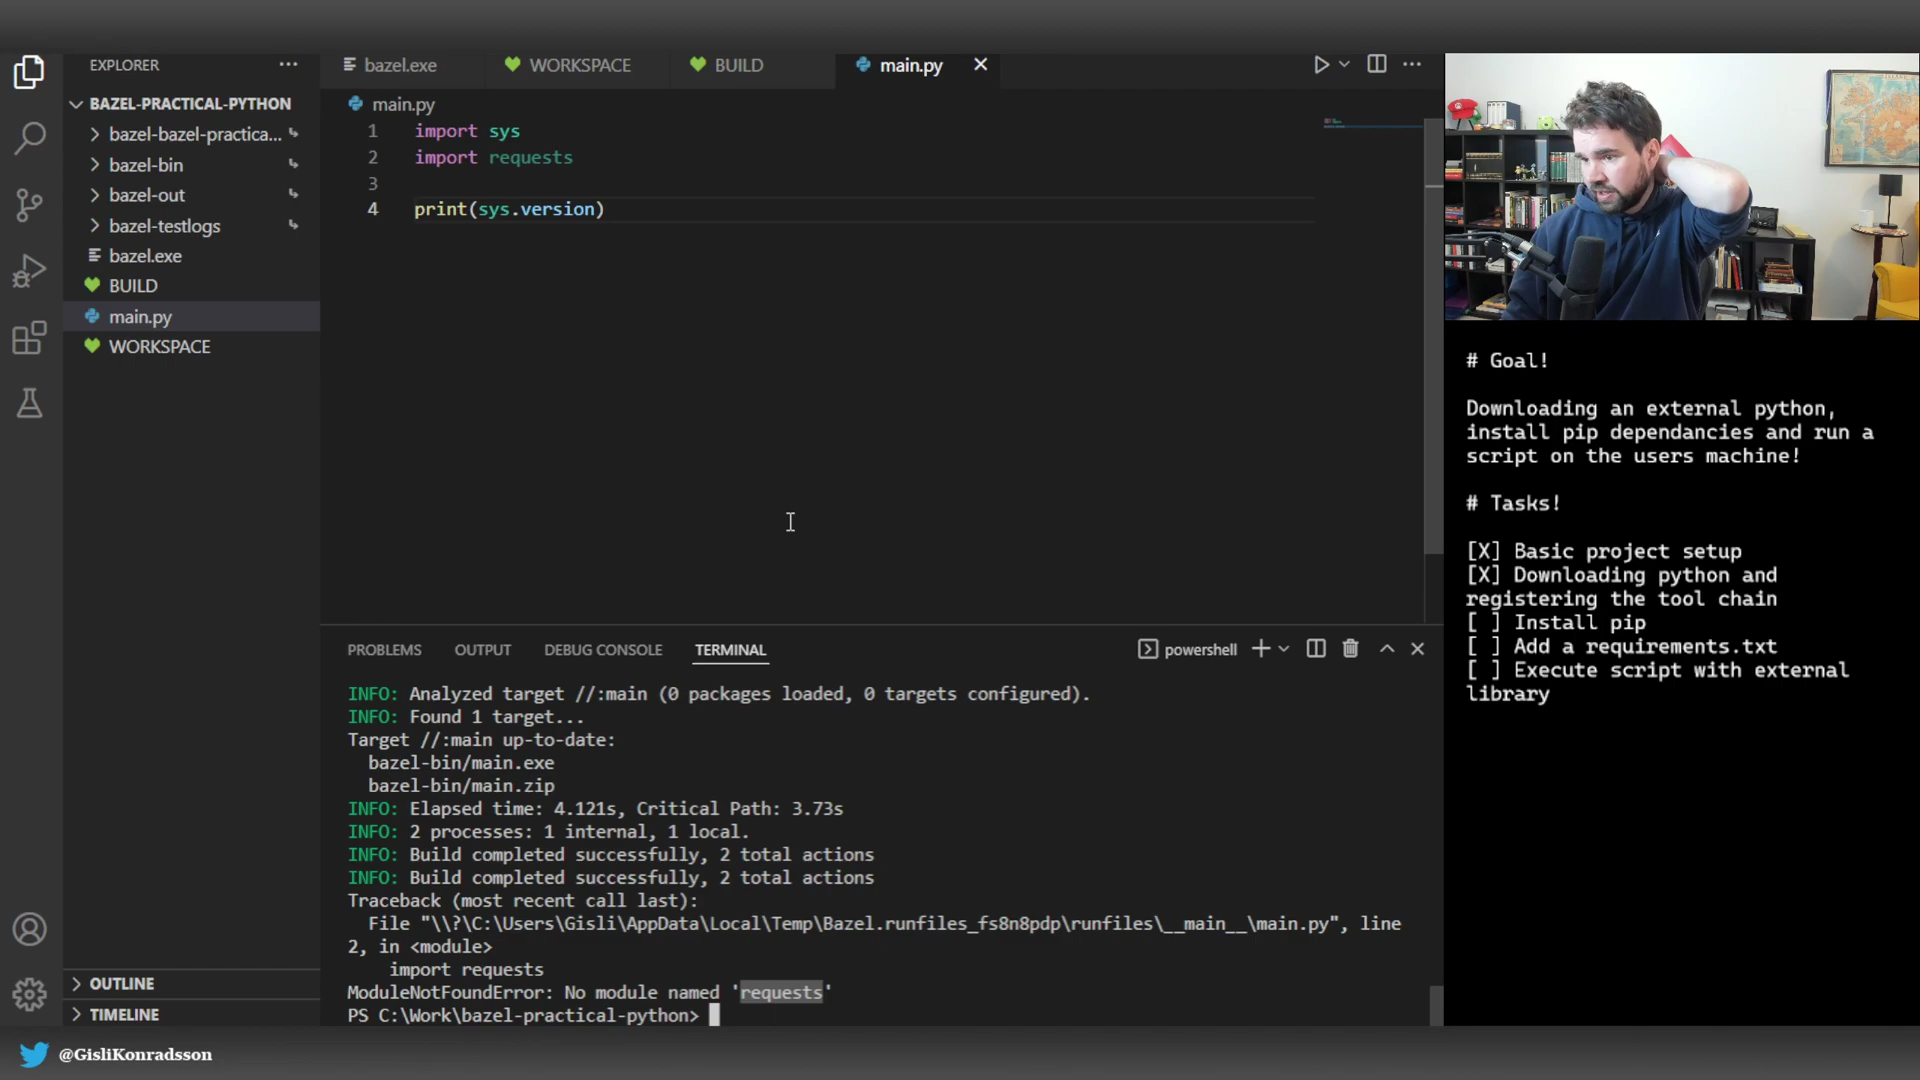 EXPLORER
BAZEL-PRACTICAL-PYTHON
bazel-bazel-practica...
bazel-bin
bazel-out
bazel-testlogs
bazel.exe
BUILD
main.py
WORKSPACE
OUTLINE
TIMELINE
bazel.exe
WORKSPACE
BUILD
main.py
main.py
1 import sys
2 import requests
3
4 print(sys.version)
PROBLEMS
OUTPUT
DEBUG CONSOLE
TERMINAL
powershell
INFO: Analyzed target //:main (0 packages loaded, 0 targets configured).
INFO: Found 1 target...
Target //:main up-to-date:
bazel-bin/main.exe
bazel-bin/main.zip
INFO: Elapsed time: 4.121s, Critical Path: 3.73s
INFO: 2 processes: 1 internal, 1 local.
INFO: Build completed successfully, 2 total actions
INFO: Build completed successfully, 2 total actions
Traceback (most recent call last):
File "\\?\C:\Users\Gisli\AppData\Local\Temp\Bazel.runfiles_fs8n8pdp\runfiles\__main__\main.py", line
2, in <module>
import requests
ModuleNotFoundError: No module named 'requests'
PS C:\Work\bazel-practical-python>
# Goal!
Downloading an external python,
install pip dependancies and run a
script on the users machine!
# Tasks!
[X] Basic project setup
[X] Downloading python and
registering the tool chain
[ ] Install pip
[ ] Add a requirements.txt
[ ] Execute script with external
library
@GisliKonradsson